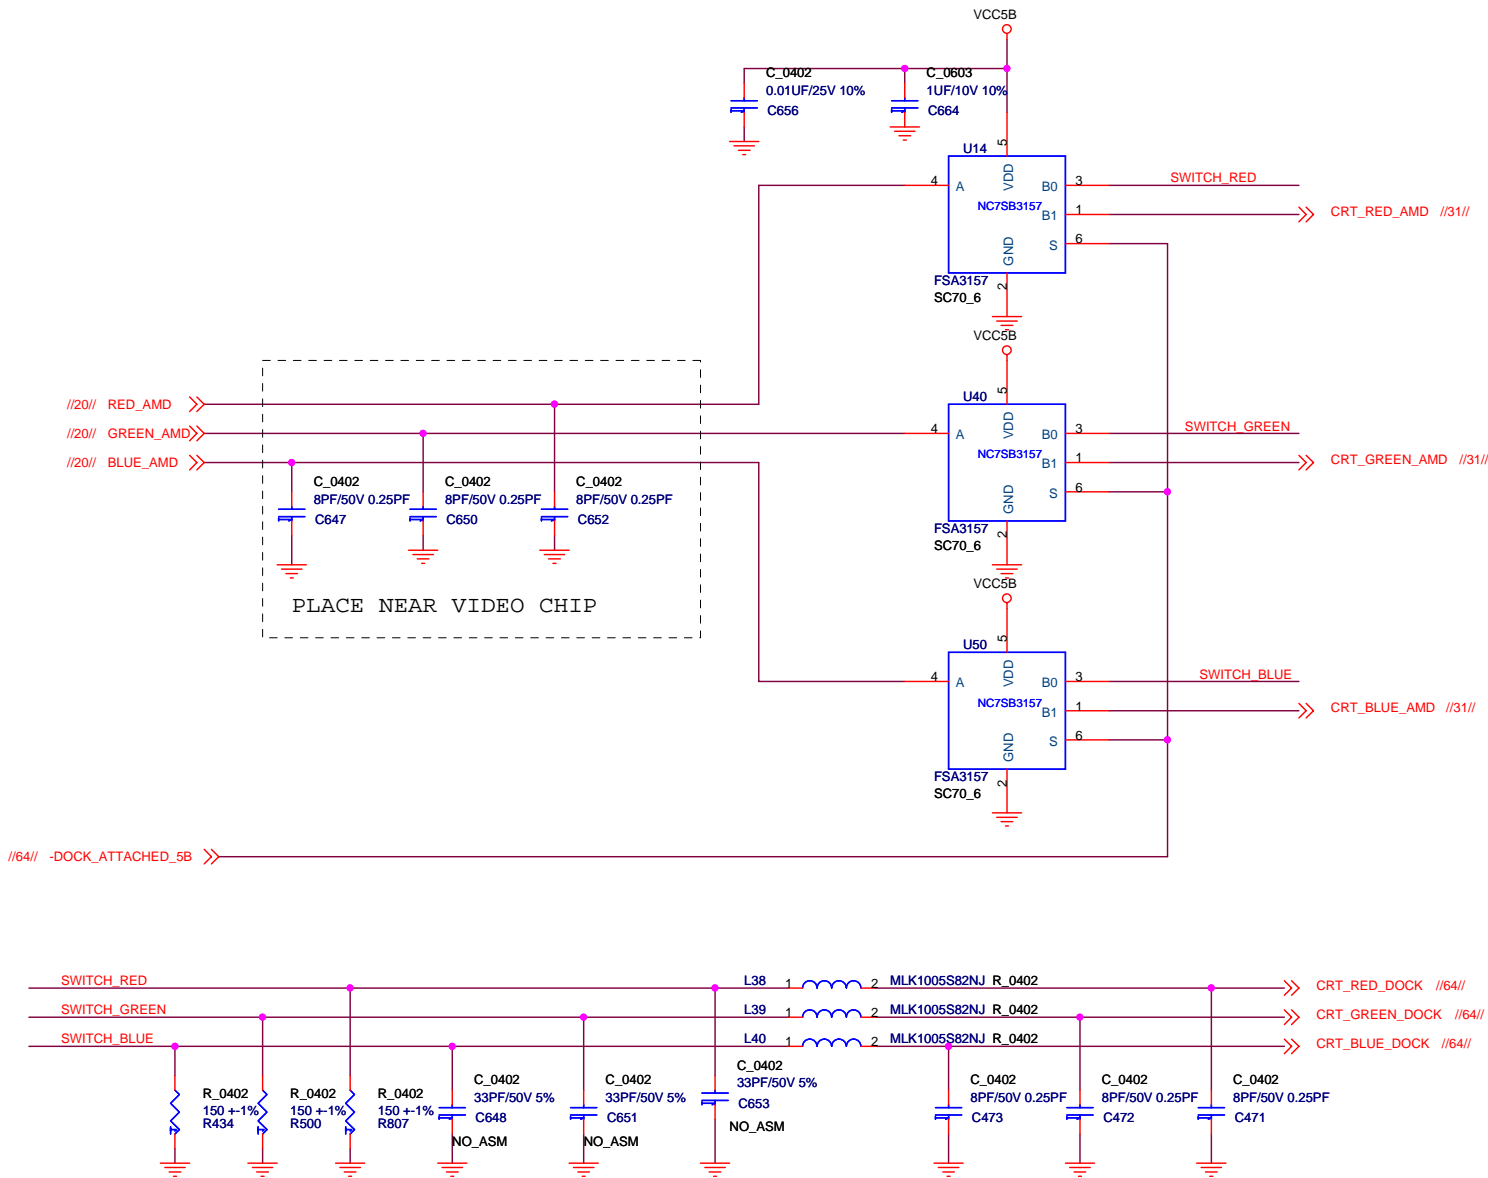 VCC5B
C_0402
0.01UF/25V 10%
C656
C_0603
1UF/10V 10%
C664
U14
5
VDD
4
A
NC7SB3157
B0
3
SWITCH_RED
B1
1
CRT_RED_AMD //31//
S
6
GND
2
FSA3157
SC70_6
VCC5B
//20// RED_AMD
//20// GREEN_AMD
//20// BLUE_AMD
C_0402
8PF/50V 0.25PF
C647
C_0402
8PF/50V 0.25PF
C650
C_0402
8PF/50V 0.25PF
C652
PLACE NEAR VIDEO CHIP
U40
5
VDD
4
A
NC7SB3157
B0
3
SWITCH_GREEN
B1
1
CRT_GREEN_AMD //31//
S
6
GND
2
FSA3157
SC70_6
VCC5B
U50
5
VDD
4
A
NC7SB3157
B0
3
SWITCH_BLUE
B1
1
CRT_BLUE_AMD //31//
S
6
GND
2
FSA3157
SC70_6
//64// -DOCK_ATTACHED_5B
SWITCH_RED
L38 1 2 MLK1005S82NJ R_0402
CRT_RED_DOCK //64//
SWITCH_GREEN
L39 1 2 MLK1005S82NJ R_0402
CRT_GREEN_DOCK //64//
SWITCH_BLUE
L40 1 2 MLK1005S82NJ R_0402
CRT_BLUE_DOCK //64//
R_0402
150 +-1%
R434
R_0402
150 +-1%
R500
R_0402
150 +-1%
R807
C_0402
33PF/50V 5%
C648
NO_ASM
C_0402
33PF/50V 5%
C651
NO_ASM
C_0402
33PF/50V 5%
C653
NO_ASM
C_0402
8PF/50V 0.25PF
C473
C_0402
8PF/50V 0.25PF
C472
C_0402
8PF/50V 0.25PF
C471